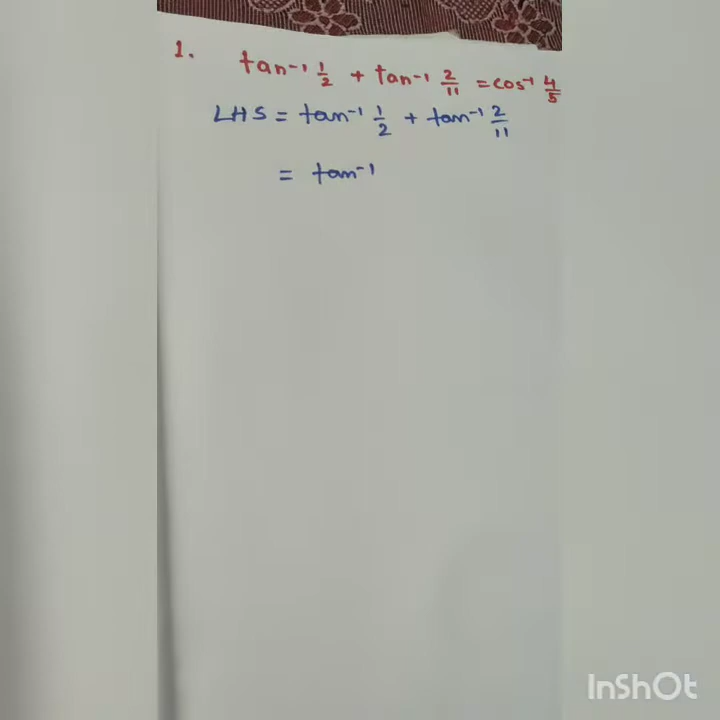 1. tan⁻¹ 1/2 + tan⁻¹ 2/11 = cos⁻¹ 4/5
LHS = tan⁻¹ 1/2 + tan⁻¹ 2/11
= tan⁻¹
InShOt